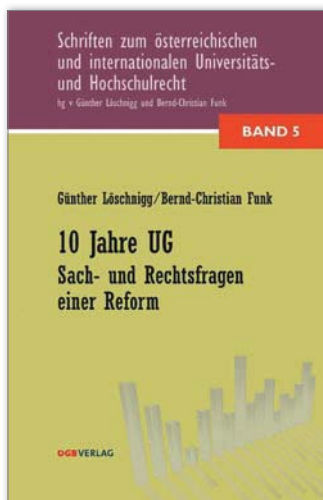 Schriften zum österreichischen
und internationalen Universitäts-
und Hochschulrecht
hg v Günther Löschnigg und Bernd-Christian Funk
BAND 5
Günther Löschnigg/Bernd-Christian Funk
10 Jahre UG
Sach- und Rechtsfragen
einer Reform
ÖGBVERLAG